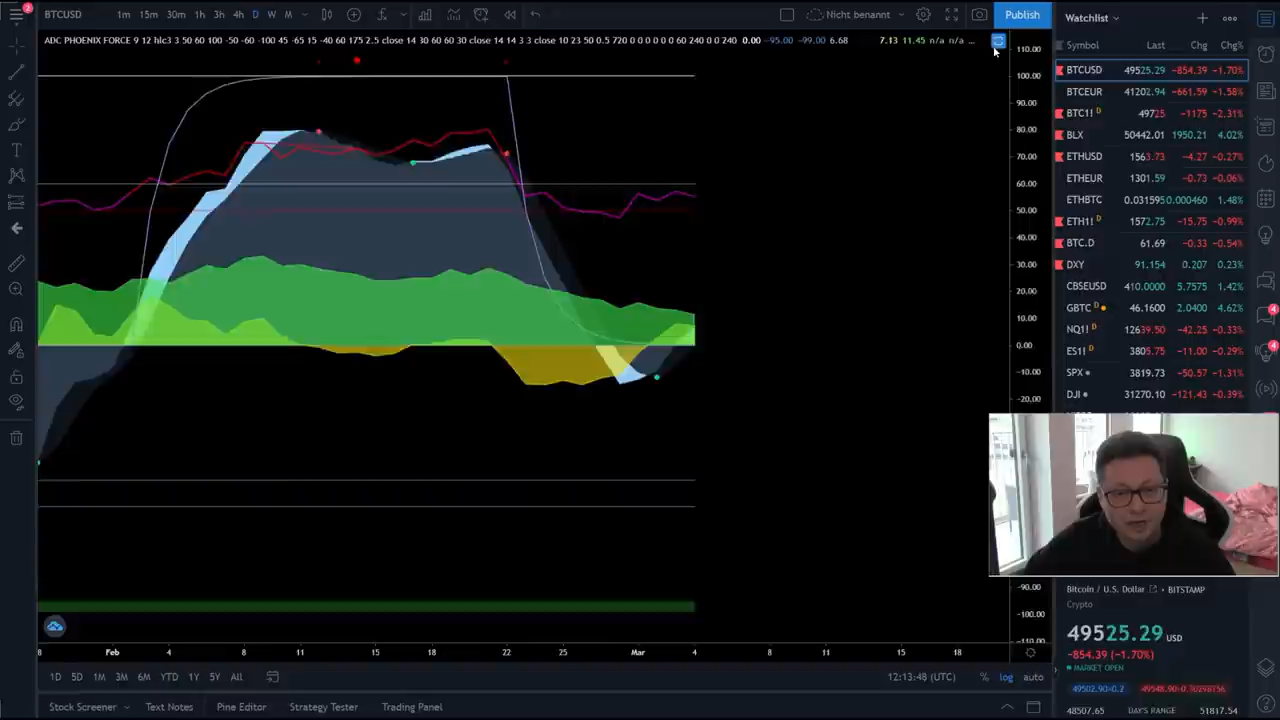 2
BTCUSD 1m 15m 30m 1h 3h 4h D W M Nicht benannt Publish
ADC PHOENIX FORCE 9 12 hlc3 3 50 60 100 -50 -60 -100 45 -65 15 -40 60 175 2.5 close 14 30 60 60 30 close 14 14 3 3 close 10 23 50 0.5 720 0 0 0 0 0 60 240 0 0 240 0.00 −95.00 −99.00 6.68 7.13 11.45 n/a n/a ...
110.00
100.00
90.00
80.00
70.00
60.00
50.00
40.00
30.00
20.00
10.00
0.00
−10.00
−20.00
−90.00
−100.00
−110.00
8 Feb 4 8 11 15 18 22 25 Mar 4 8 11 15 18
1D 5D 1M 3M 6M YTD 1Y 5Y All 12:13:48 (UTC) % log auto
Stock Screener Text Notes Pine Editor Strategy Tester Trading Panel
Watchlist
Symbol Last Chg Chg%
BTCUSD 49525.29 −854.39 −1.70%
BTCEUR 41202.94 −661.59 −1.58%
BTC1! D 49725 −1175 −2.31%
BLX 50442.01 1950.21 4.02%
ETHUSD 1563.73 −4.27 −0.27%
ETHEUR 1301.59 −0.73 −0.06%
ETHBTC 0.031595 0.000460 1.48%
ETH1! D 1572.75 −15.75 −0.99%
BTC.D 61.69 −0.33 −0.54%
DXY 91.154 0.207 0.23%
CBSEUSD 410.0000 5.7575 1.42%
GBTC D 46.1600 2.0400 4.62%
NQ1! D 12639.50 −42.25 −0.33%
ES1! D 3805.75 −11.00 −0.29%
SPX 3819.73 −50.57 −1.31%
DJI 31270.10 −121.43 −0.39%
Bitcoin / U.S. Dollar BITSTAMP
Crypto
49525.29 USD
−854.39 (−1.70%)
MARKET OPEN
48507.65 DAY'S RANGE 51817.54
4
4